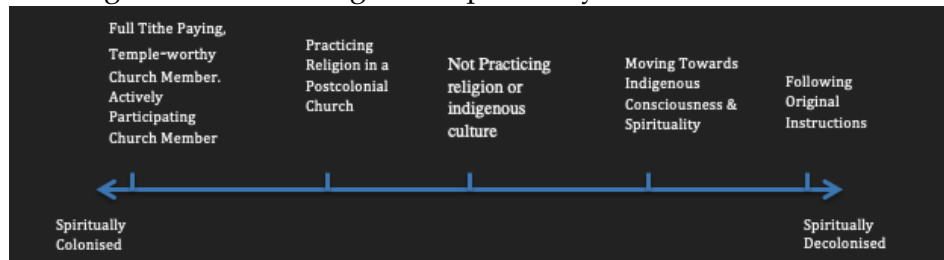 Full Tithe Paying,
Temple-worthy
Church Member.
Actively
Participating
Church Member
Practicing
Religion in a
Postcolonial
Church
Not Practicing
religion or
indigenous
culture
Moving Towards
Indigenous
Consciousness &
Spirituality
Following
Original
Instructions
Spiritually
Colonised
Spiritually
Decolonised